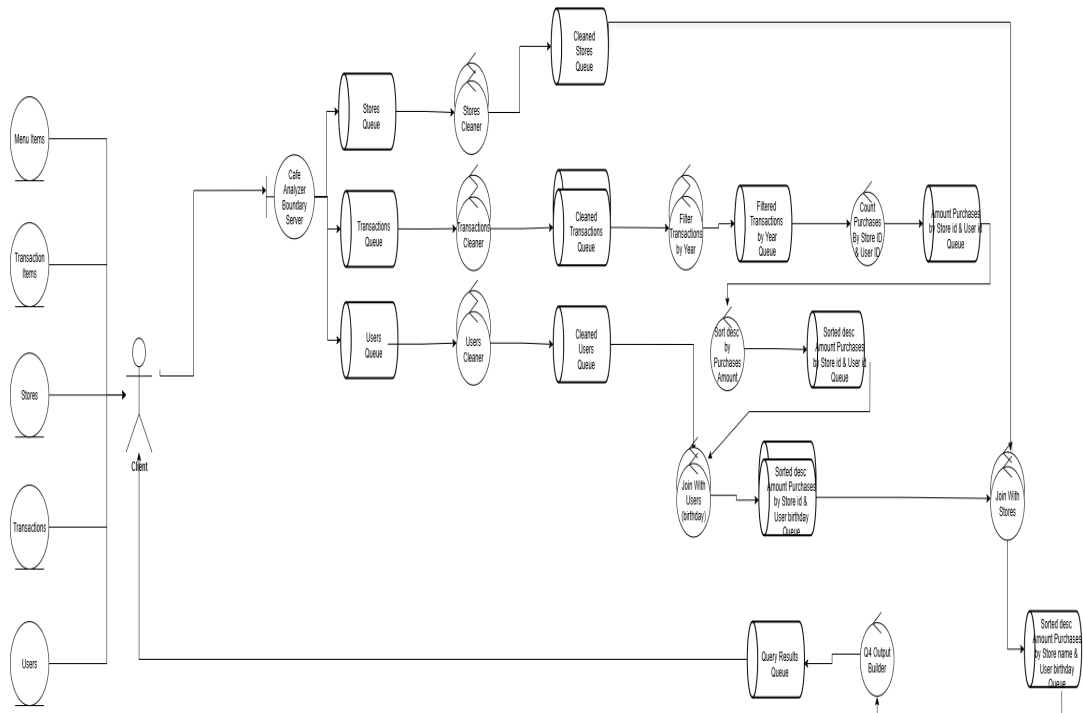 Menu Items
Transaction
Items
Stores
Transactions
Users
Client
Cafe
Analyzer
Boundary
Server
Stores
Queue
Stores
Cleaner
Cleaned
Stores
Queue
Transactions
Queue
Transactions
Cleaner
Cleaned
Transactions
Queue
Filter
Transactions
by Year
Filtered
Transactions
by Year
Queue
Count
Purchases
By Store ID
& User ID
Amount Purchases
by Store id & User id
Queue
Users
Queue
Users
Cleaner
Cleaned
Users
Queue
Sort desc
by
Purchases
Amount
Sorted desc
Amount Purchases
by Store id & User id
Queue
Join With
Users
(birthday)
Sorted desc
Amount Purchases
by Store id &
User birthday
Queue
Join With
Stores
Sorted desc
Amount Purchases
by Store name &
User birthday
Queue
Q4 Output
Builder
Query Results
Queue